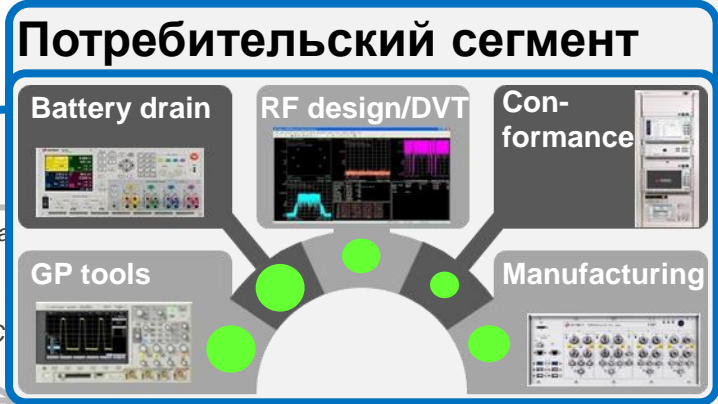 Потребительский сегмент
Battery drain
RF design/DVT
Con-
formance
GP tools
Manufacturing